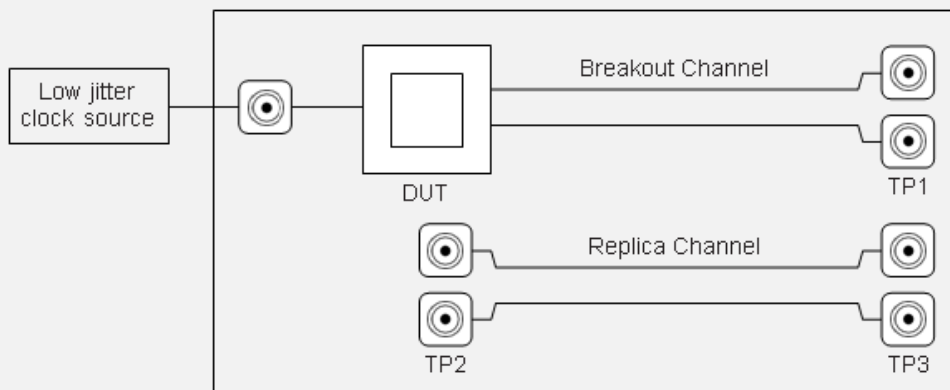 Low jitter
clock source
Breakout Channel
DUT
TP1
Replica Channel
TP2
TP3